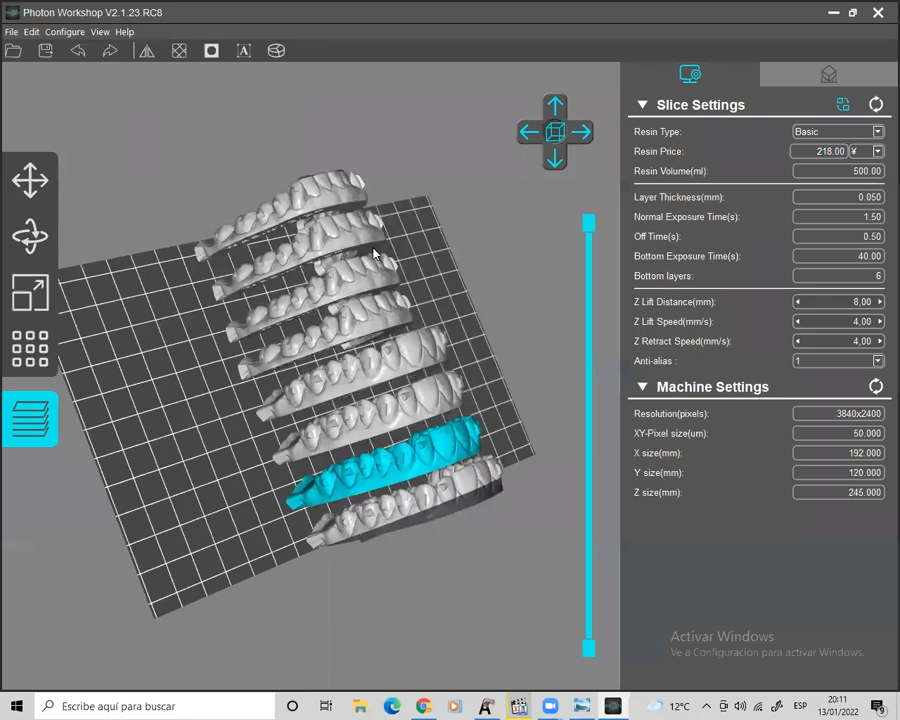 Photon Workshop V2.1.23.RC8
File Edit Configure View Help
A
Slice Settings
Resin Type: Basic
Resin Price: 218.00 ¥
Resin Volume(ml): 500.00
Layer Thickness(mm): 0.050
Normal Exposure Time(s): 1.50
Off Time(s): 0.50
Bottom Exposure Time(s): 40.00
Bottom layers: 6
Z Lift Distance(mm): 8,00
Z Lift Speed(mm/s): 4,00
Z Retract Speed(mm/s): 4,00
Anti-alias : 1
Machine Settings
Resolution(pixels): 3840x2400
XY-Pixel size(um): 50.000
X size(mm): 192.000
Y size(mm): 120.000
Z size(mm): 245.000
Activar Windows
Ve a Configuración para activar Windows.
Escribe aquí para buscar
12°C
ESP
20:11
13/01/2022